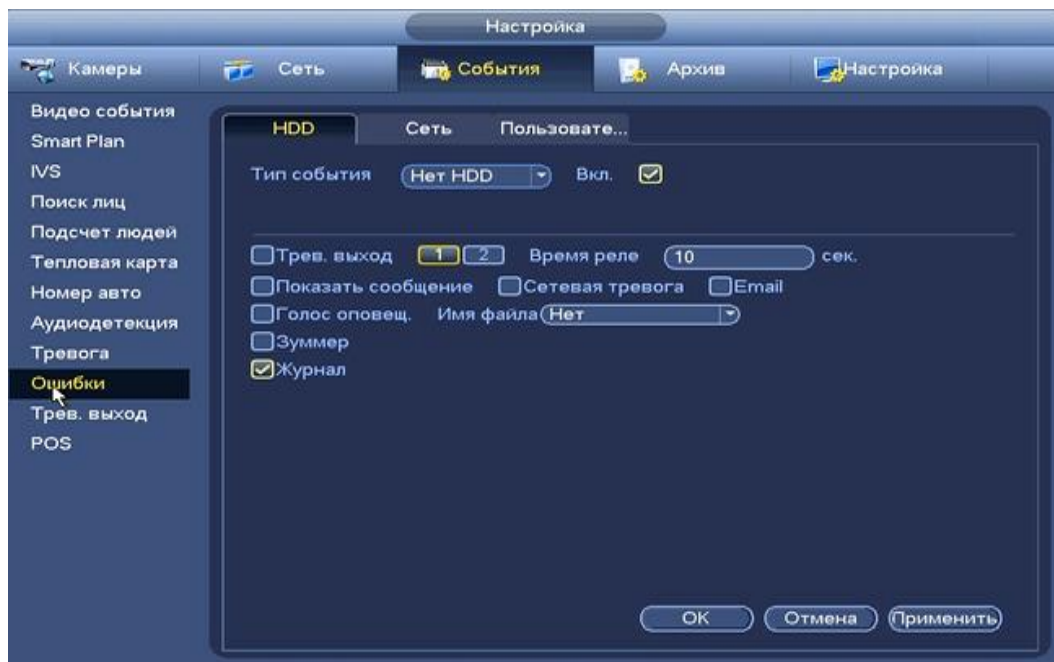 Настройка
Камеры Сеть События Архив Настройка
Видео события
Smart Plan
IVS
Поиск лиц
Подсчет людей
Тепловая карта
Номер авто
Аудиодетекция
Тревога
Ошибки
Трев. выход
POS
HDD Сеть Пользовате...
Тип события Нет HDD Вкл.
Трев. выход 1 2 Время реле 10 сек.
Показать сообщение Сетевая тревога Email
Голос оповещ. Имя файла Нет
Зуммер
Журнал
OK Отмена Применить